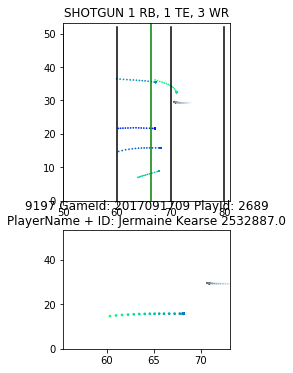 SHOTGUN 1 RB, 1 TE, 3 WR
50
40
30
20
10
0
50 60 70 80
9197 GameId: 2017091709 PlayId: 2689
PlayerName + ID: Jermaine Kearse 2532887.0
40
20
0
60 65 70